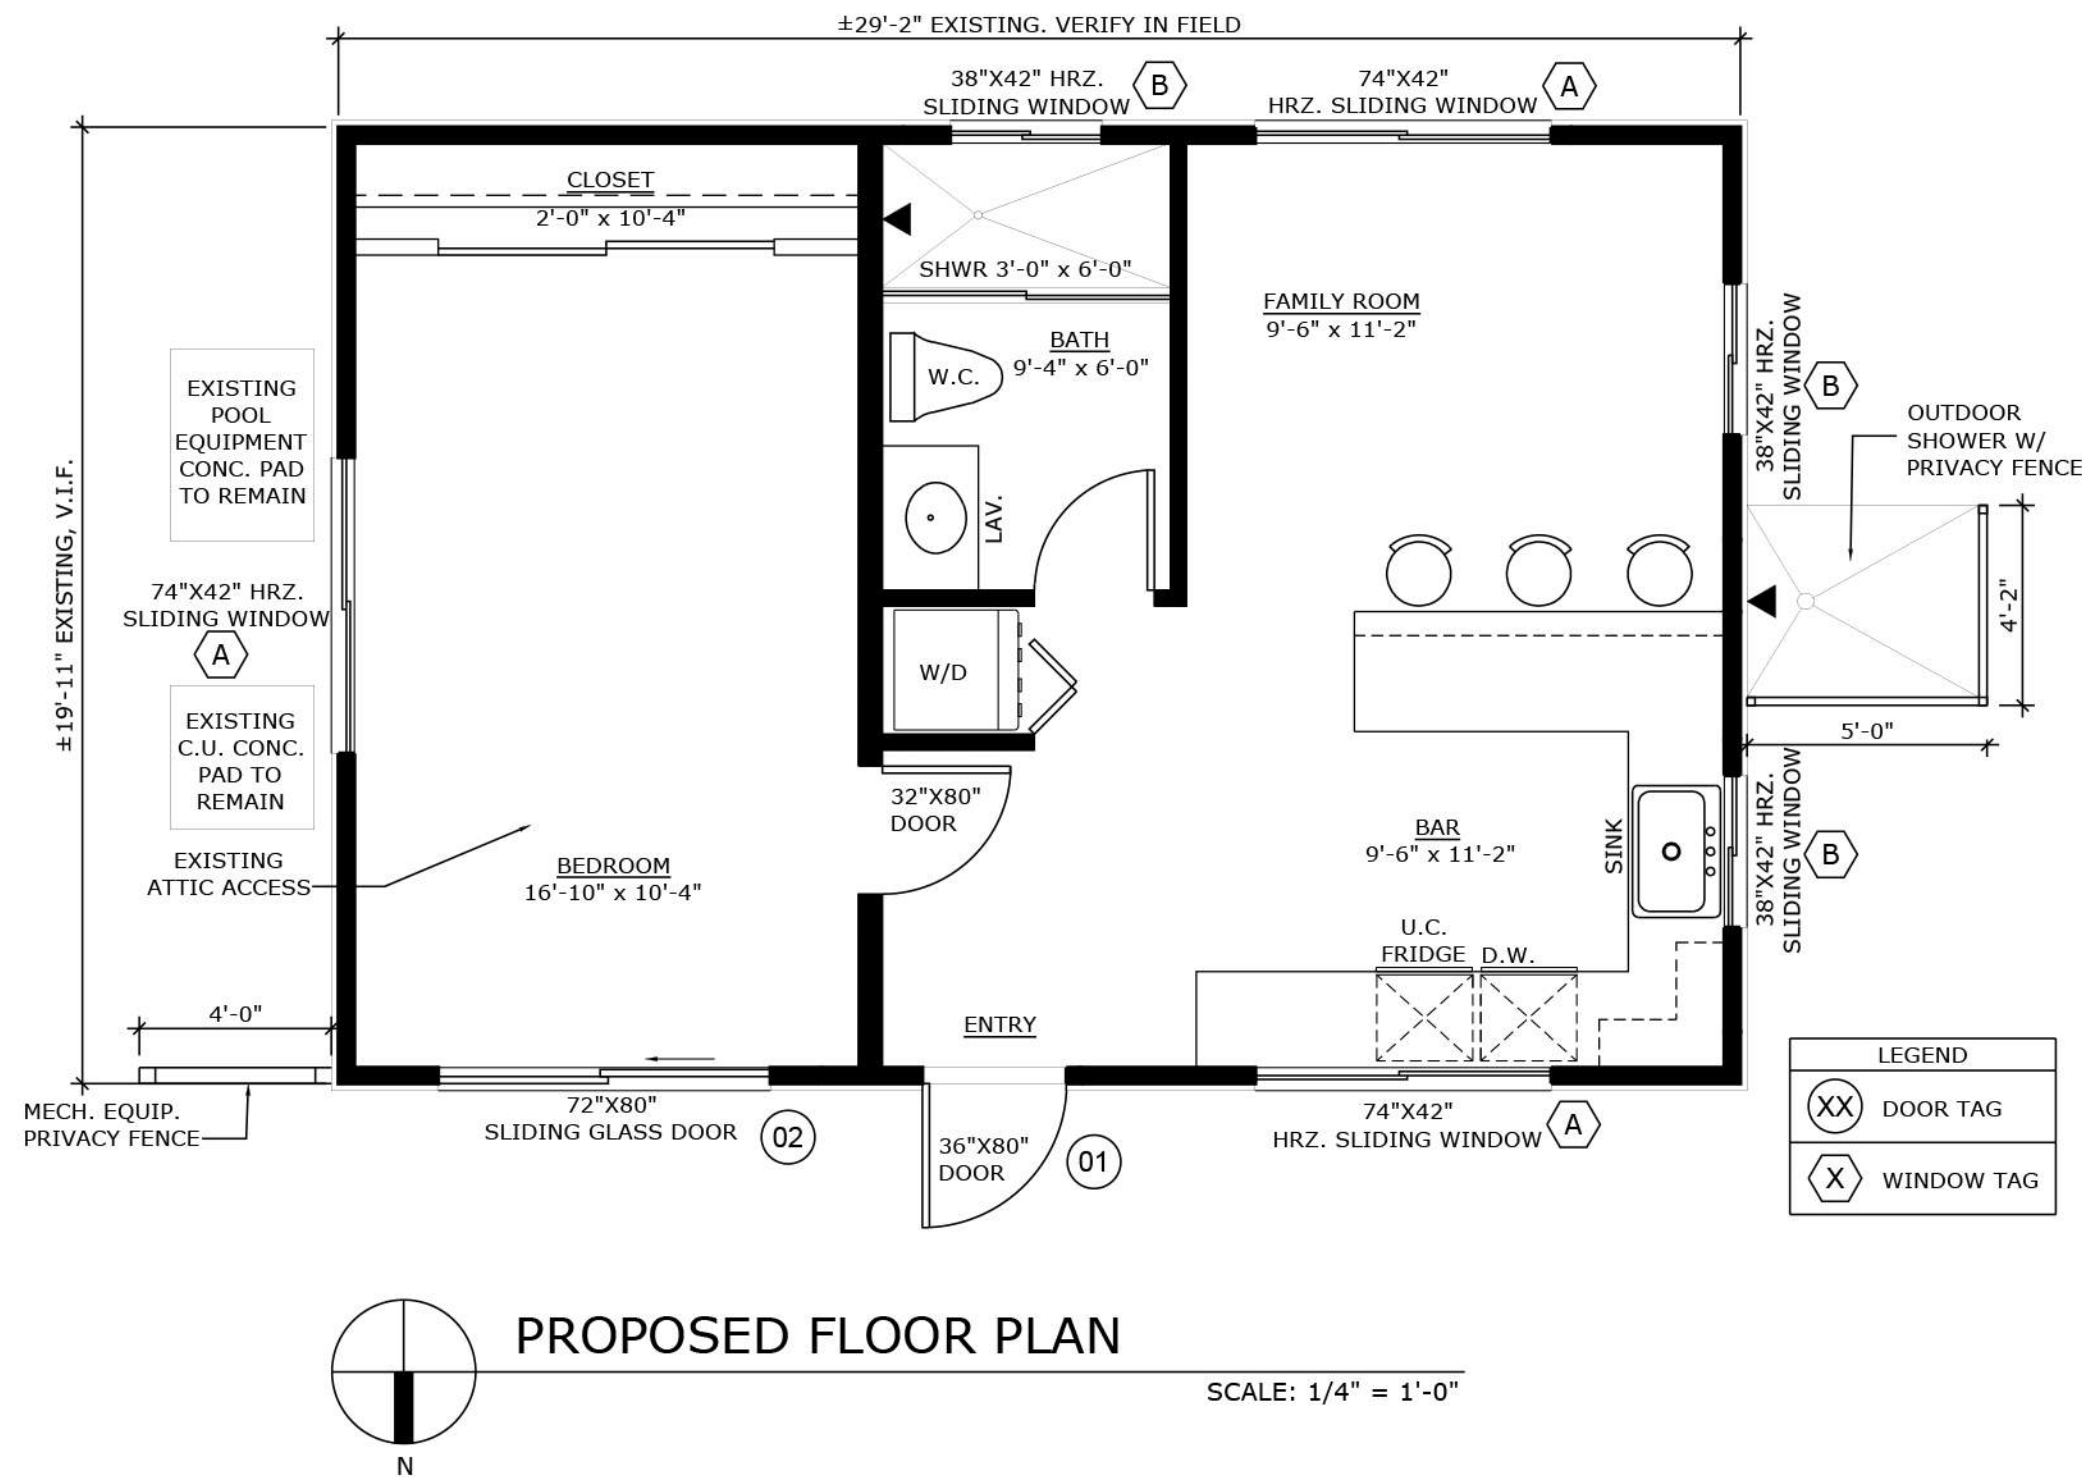 ±29'-2" EXISTING. VERIFY IN FIELD
38"X42" HRZ.
SLIDING WINDOW
B
74"X42"
HRZ. SLIDING WINDOW
A
CLOSET
2'-0" x 10'-4"
SHWR 3'-0" x 6'-0"
FAMILY ROOM
9'-6" x 11'-2"
BATH
9'-4" x 6'-0"
W.C.
LAV.
38"X42" HRZ.
SLIDING WINDOW
B
OUTDOOR
SHOWER W/
PRIVACY FENCE
EXISTING
POOL
EQUIPMENT
CONC. PAD
TO REMAIN
±19'-11" EXISTING, V.I.F.
74"X42" HRZ.
SLIDING WINDOW
A
4'-2"
5'-0"
W/D
EXISTING
C.U. CONC.
PAD TO
REMAIN
EXISTING
ATTIC ACCESS
32"X80"
DOOR
BEDROOM
16'-10" x 10'-4"
BAR
9'-6" x 11'-2"
SINK
38"X42" HRZ.
SLIDING WINDOW
B
U.C.
FRIDGE
D.W.
ENTRY
4'-0"
MECH. EQUIP.
PRIVACY FENCE
72"X80"
SLIDING GLASS DOOR
02
36"X80"
DOOR
01
74"X42"
HRZ. SLIDING WINDOW
A
LEGEND
XX DOOR TAG
X WINDOW TAG
PROPOSED FLOOR PLAN
SCALE: 1/4" = 1'-0"
N